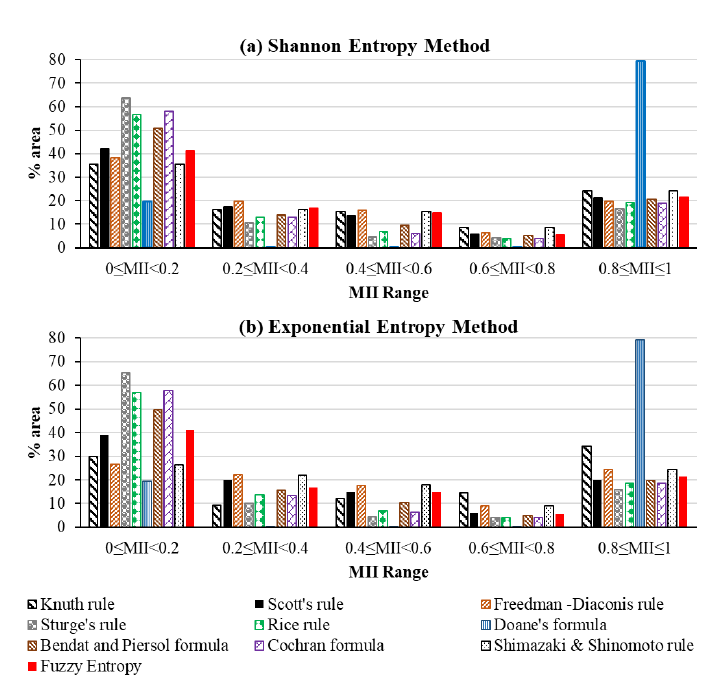 (a) Shannon Entropy Method
80
70
60
50
40
30
20
10
0
% area
0≤MII<0.2 0.2≤MII<0.4 0.4≤MII<0.6 0.6≤MII<0.8 0.8≤MII≤1
MII Range
(b) Exponential Entropy Method
80
70
60
50
40
30
20
10
0
% area
0≤MII<0.2 0.2≤MII<0.4 0.4≤MII<0.6 0.6≤MII<0.8 0.8≤MII≤1
MII Range
Knuth rule Scott's rule Freedman -Diaconis rule
Sturge's rule Rice rule Doane's formula
Bendat and Piersol formula Cochran formula Shimazaki & Shinomoto rule
Fuzzy Entropy